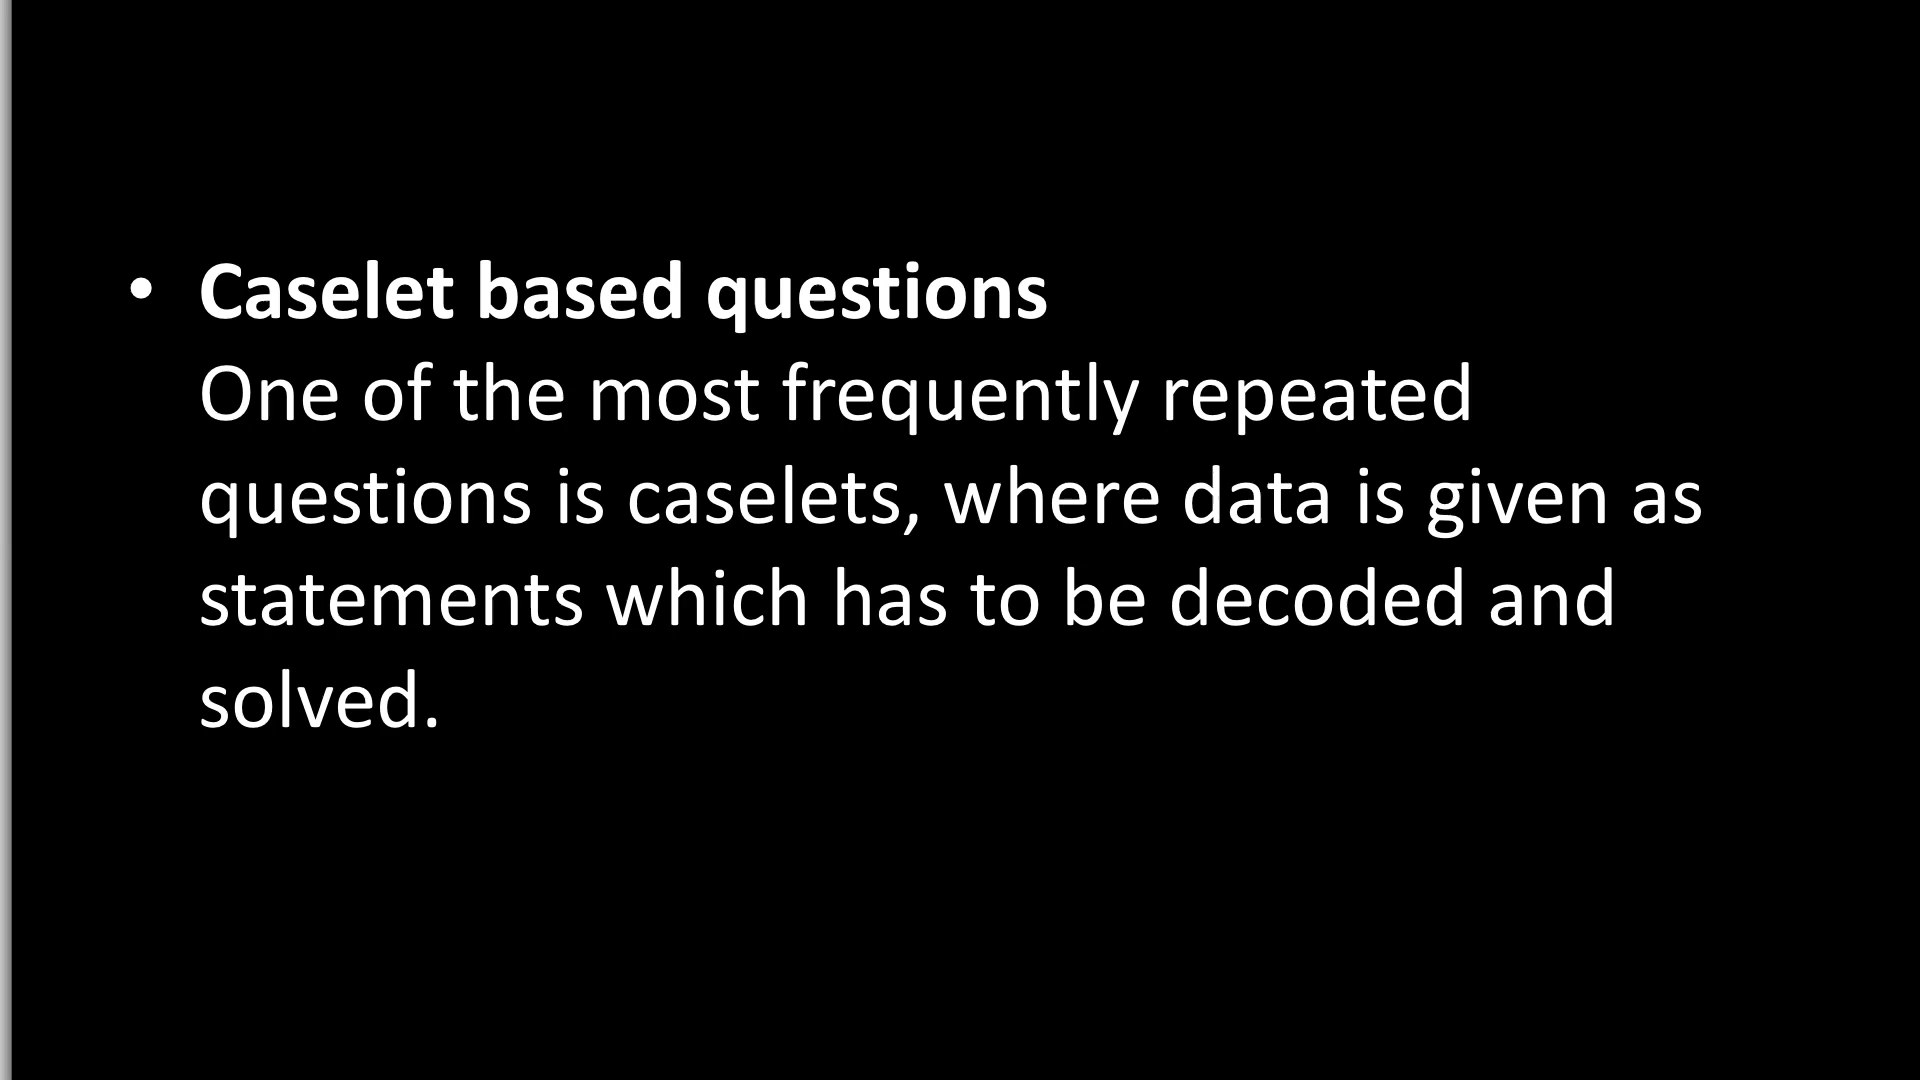 • Caselet based questions
One of the most frequently repeated
questions is caselets, where data is given as
statements which has to be decoded and
solved.